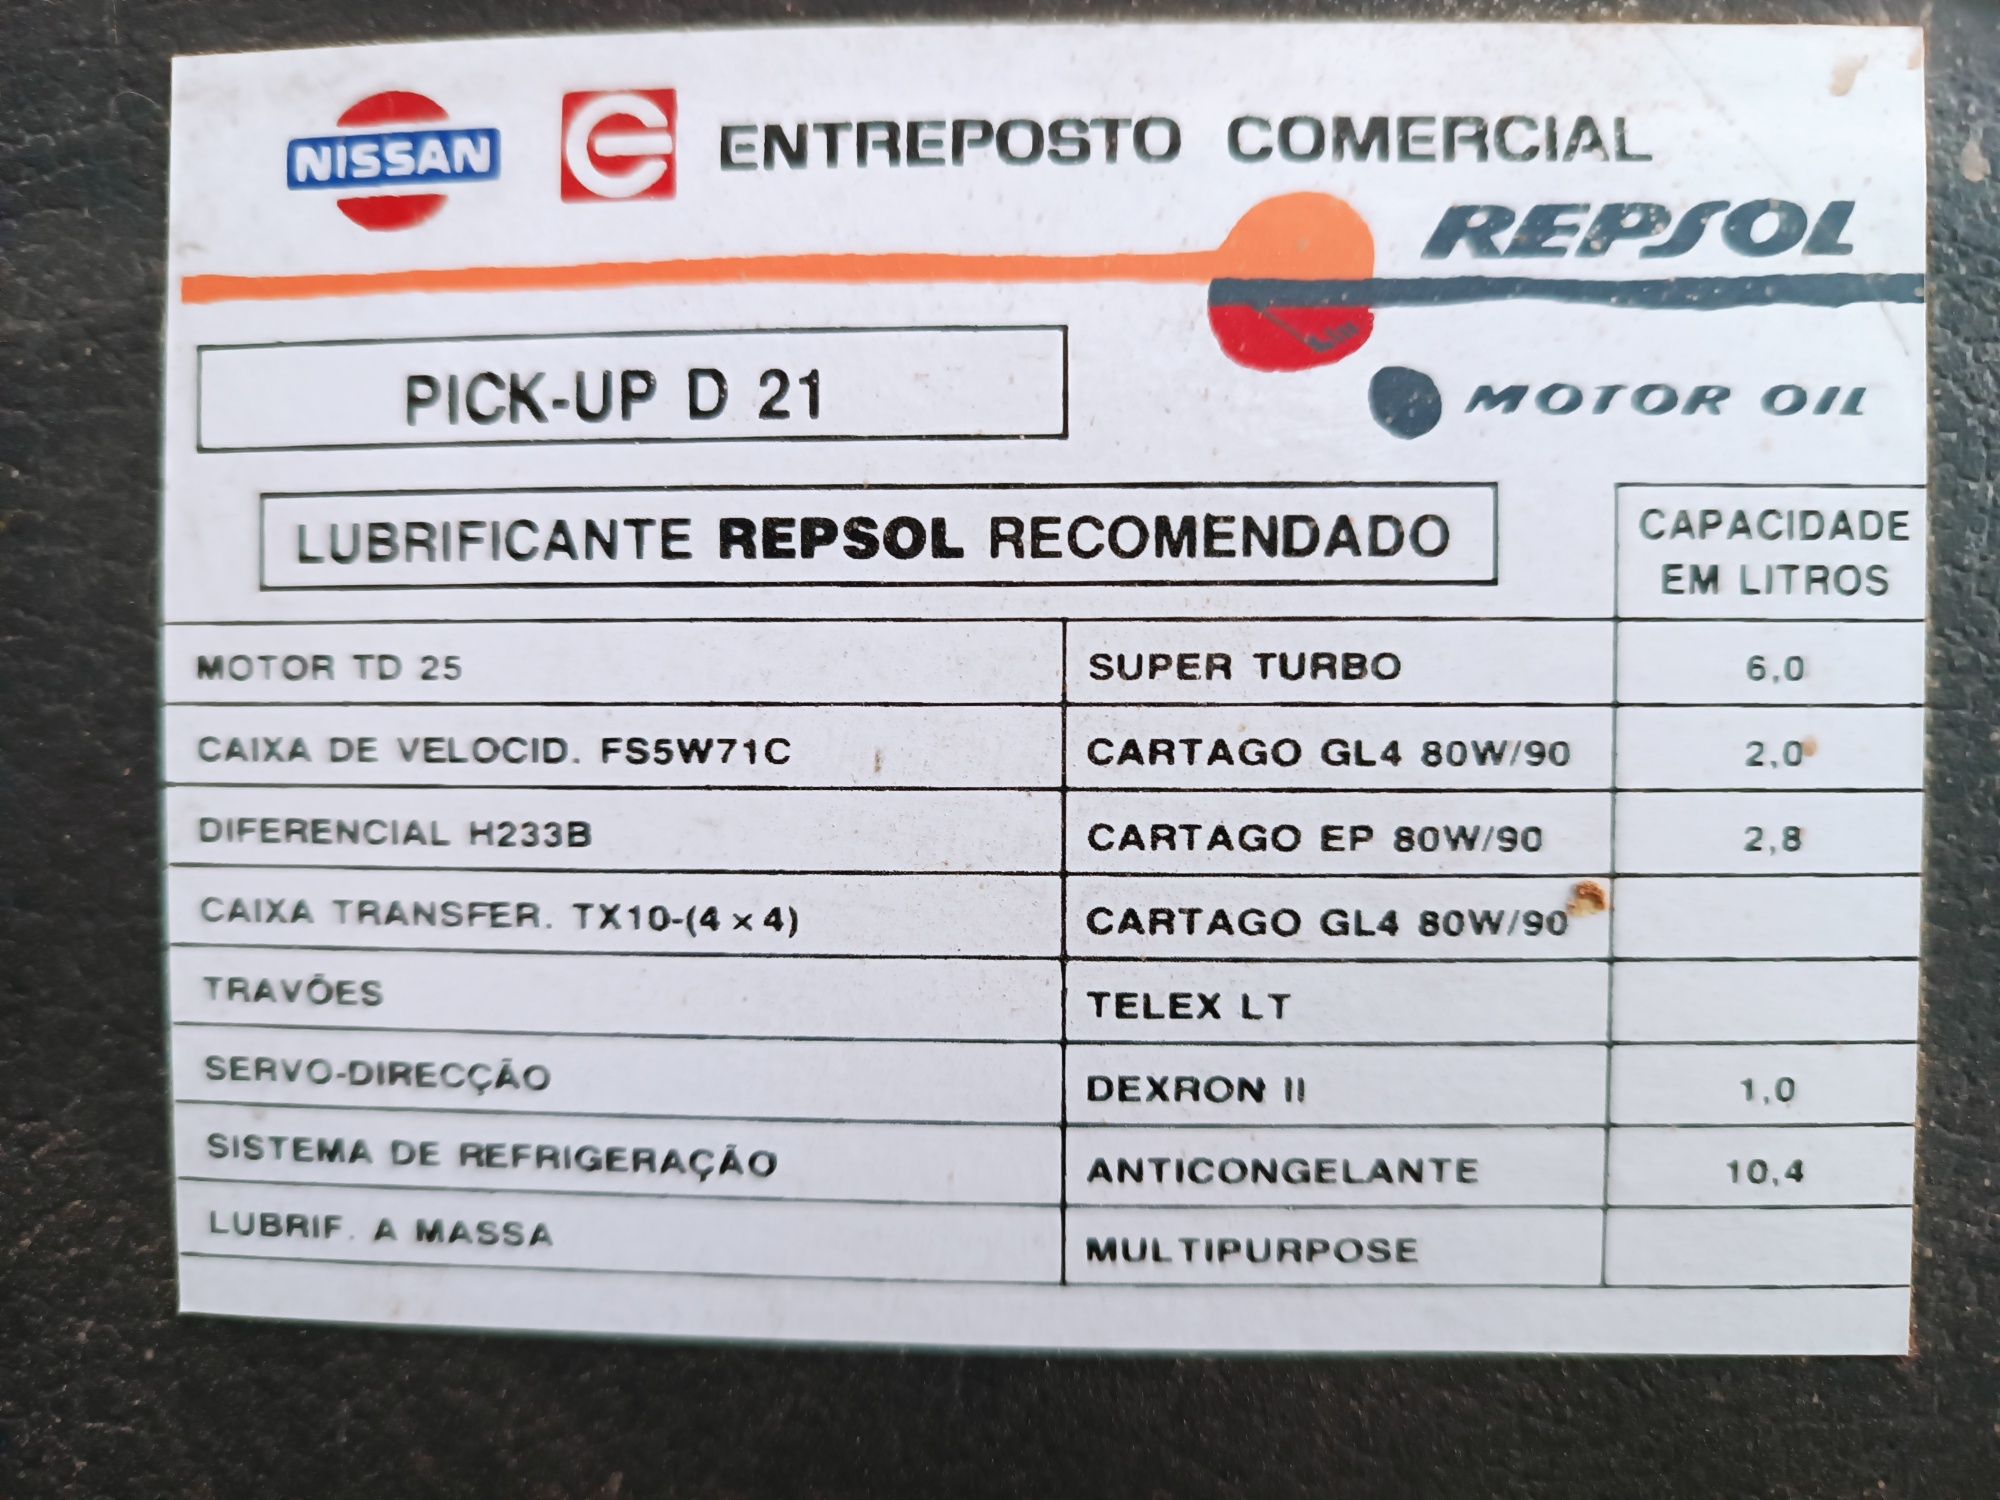 NISSAN ENTREPOSTO COMERCIAL
REPSOL
MOTOR OIL
PICK-UP D 21
LUBRIFICANTE REPSOL RECOMENDADO
CAPACIDADE
EM LITROS
MOTOR TD 25 SUPER TURBO 6,0
CAIXA DE VELOCID. FS5W71C CARTAGO GL4 80W/90 2,0
DIFERENCIAL H233B CARTAGO EP 80W/90 2,8
CAIXA TRANSFER. TX10-(4 × 4) CARTAGO GL4 80W/90
TRAVÕES TELEX LT
SERVO-DIRECÇÃO DEXRON II 1,0
SISTEMA DE REFRIGERAÇÃO ANTICONGELANTE 10,4
LUBRIF. A MASSA MULTIPURPOSE